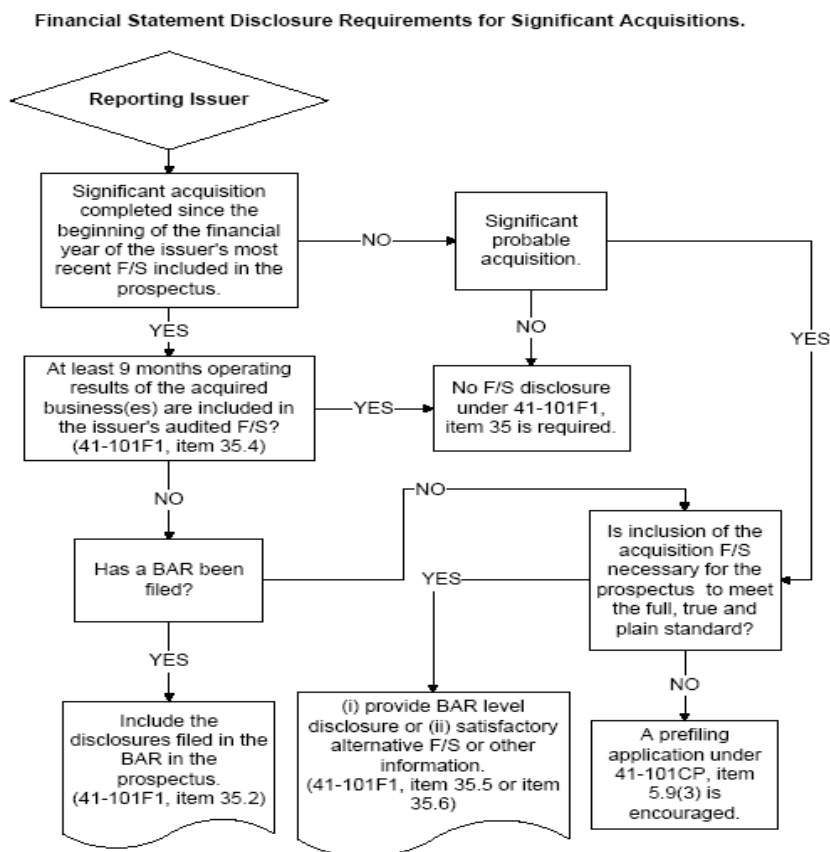 Financial Statement Disclosure Requirements for Significant Acquisitions.
Reporting Issuer
Significant acquisition
completed since the
beginning of the financial
year of the issuer's most
recent F/S included in the
prospectus.
NO
Significant
probable
acquisition.
YES
NO
YES
At least 9 months operating
results of the acquired
business(es) are included in
the issuer's audited F/S?
(41-101F1, item 35.4)
YES
No F/S disclosure
under 41-101F1,
item 35 is required.
NO
NO
Has a BAR been
filed?
YES
Is inclusion of the
acquisition F/S
necessary for the
prospectus to meet
the full, true and
plain standard?
YES
NO
Include the
disclosures filed in the
BAR in the
prospectus.
(41-101F1, item 35.2)
(i) provide BAR level
disclosure or (ii) satisfactory
alternative F/S or other
information.
(41-101F1, item 35.5 or item
35.6)
A prefiling
application under
41-101CP, item
5.9(3) is
encouraged.